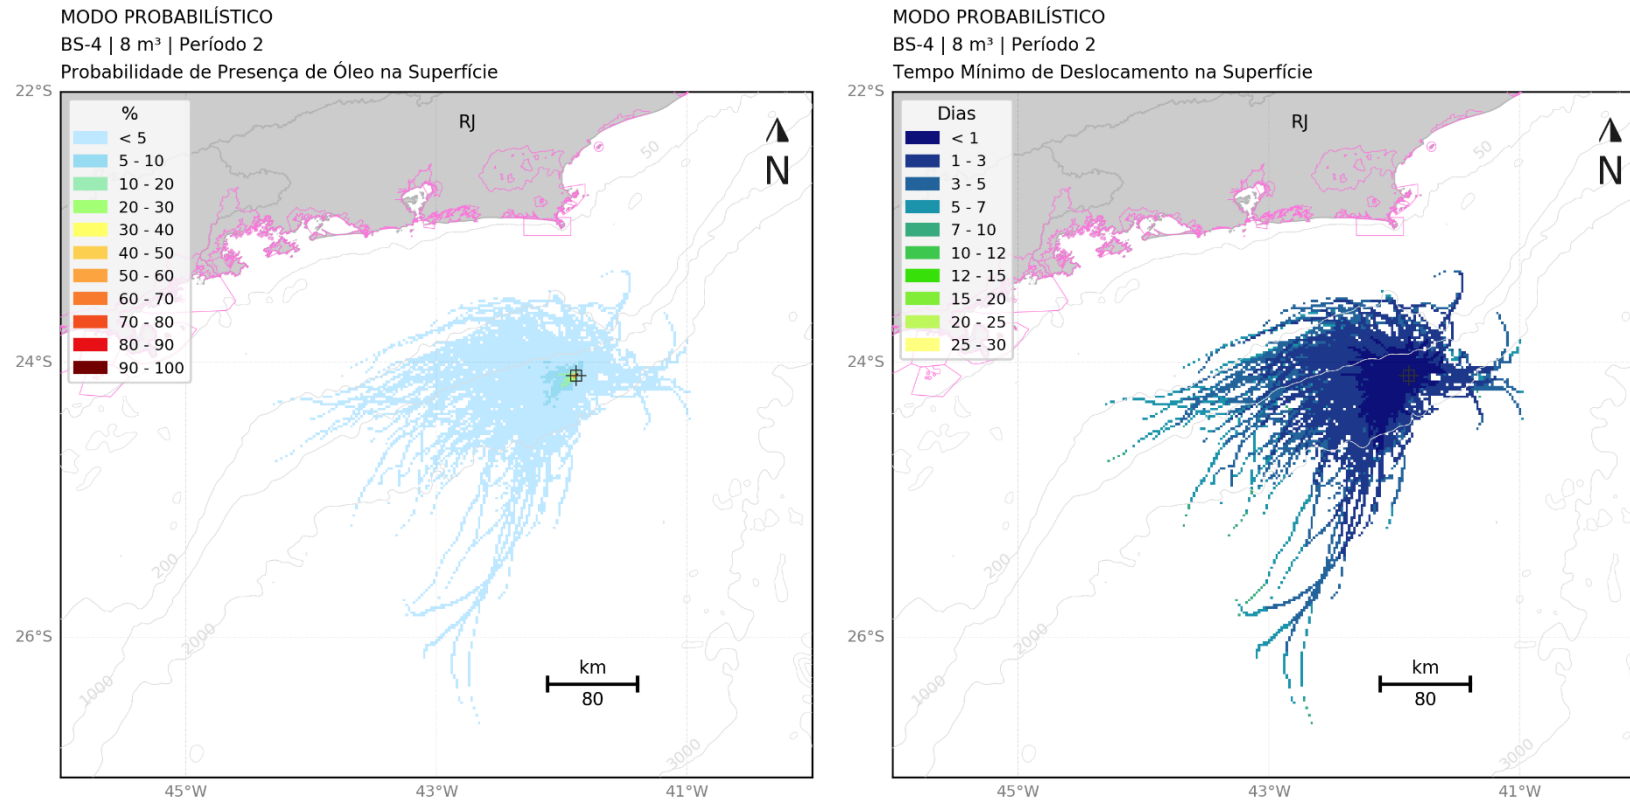 MODO PROBABILÍSTICO
BS-4 | 8 m³ | Período 2
Probabilidade de Presença de Óleo na Superfície
22°S
24°S
26°S
%
< 5
5 - 10
10 - 20
20 - 30
30 - 40
40 - 50
50 - 60
60 - 70
70 - 80
80 - 90
90 - 100
RJ
N
50
200
1000
2000
3000
km
80
45°W
43°W
41°W
MODO PROBABILÍSTICO
BS-4 | 8 m³ | Período 2
Tempo Mínimo de Deslocamento na Superfície
22°S
24°S
26°S
Dias
< 1
1 - 3
3 - 5
5 - 7
7 - 10
10 - 12
12 - 15
15 - 20
20 - 25
25 - 30
RJ
N
50
200
1000
2000
3000
km
80
45°W
43°W
41°W